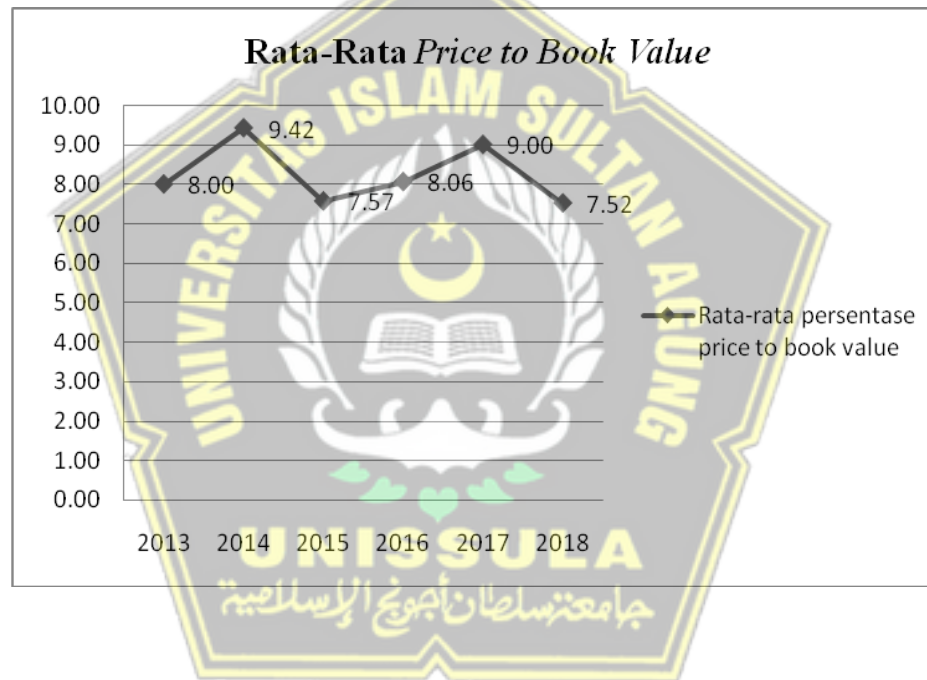 Rata-Rata Price to Book Value
10.00
9.00
8.00
7.00
6.00
5.00
4.00
3.00
2.00
1.00
0.00
8.00
9.42
7.57
8.06
9.00
7.52
2013 2014 2015 2016 2017 2018
Rata-rata persentase
price to book value
UNIVERSITAS ISLAM SULTAN AGUNG
UNISSULA
جامعة سلطان أجونج الإسلامية